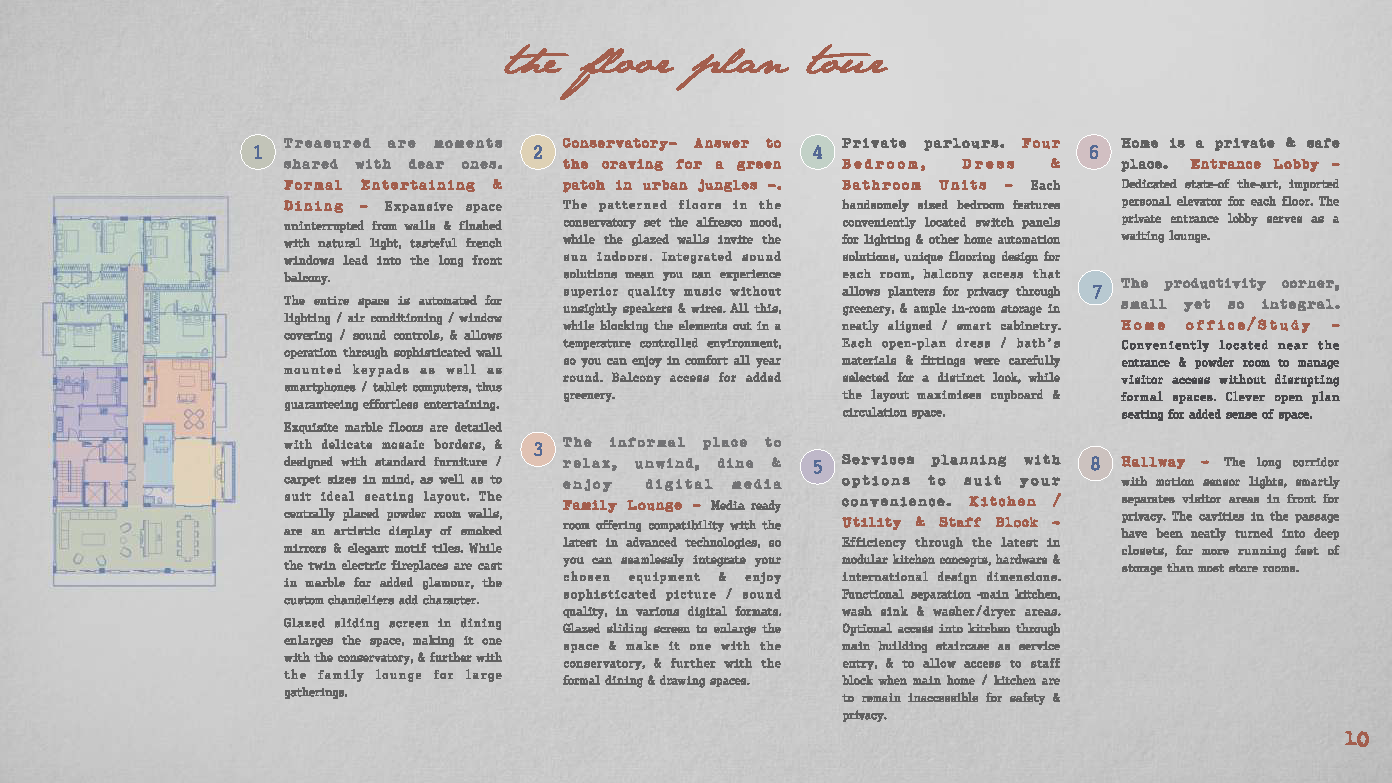 the floor plan tour
1
Treasured are moments
shared with dear ones.
Formal Entertaining &
Dining – Expansive space
uninterrupted from walls & flushed
with natural light, tasteful french
windows lead into the long front
balcony.
The entire space is automated for
lighting / air conditioning / window
covering / sound controls, & allows
operation through sophisticated wall
mounted keypads as well as
smartphones / tablet computers, thus
guaranteeing effortless entertaining.
Exquisite marble floors are detailed
with delicate mosaic borders, &
designed with standard furniture /
carpet sizes in mind, as well as to
suit ideal seating layout. The
centrally placed powder room walls,
are an artistic display of smoked
mirrors & elegant motif tiles. While
the twin electric fireplaces are cast
in marble for added glamour, the
custom chandeliers add character.
Glazed sliding screen in dining
enlarges the space, making it one
with the conservatory, & further with
the family lounge for large
gatherings.
2
Conservatory- Answer to
the craving for a green
patch in urban jungles –.
The patterned floors in the
conservatory set the alfresco mood,
while the glazed walls invite the
sun indoors. Integrated sound
solutions mean you can experience
superior quality music without
unsightly speakers & wires. All this,
while blocking the elements out in a
temperature controlled environment,
so you can enjoy in comfort all year
round. Balcony access for added
greenery.
3
The informal place to
relax, unwind, dine &
enjoy digital media
Family Lounge – Media ready
room offering compatibility with the
latest in advanced technologies, so
you can seamlessly integrate your
chosen equipment & enjoy
sophisticated picture / sound
quality, in various digital formats.
Glazed sliding screen to enlarge the
space & make it one with the
conservatory, & further with the
formal dining & drawing spaces.
4
Private parlours. Four
Bedroom, Dress &
Bathroom Units – Each
handsomely sized bedroom features
conveniently located switch panels
for lighting & other home automation
solutions, unique flooring design for
each room, balcony access that
allows planters for privacy through
greenery, & ample in-room storage in
neatly aligned / smart cabinetry.
Each open-plan dress / bath's
materials & fittings were carefully
selected for a distinct look, while
the layout maximises cupboard &
circulation space.
5
Services planning with
options to suit your
convenience. Kitchen /
Utility & Staff Block –
Efficiency through the latest in
modular kitchen concepts, hardware &
international design dimensions.
Functional separation -main kitchen,
wash sink & washer/dryer areas.
Optional access into kitchen through
main building staircase as service
entry, & to allow access to staff
block when main home / kitchen are
to remain inaccessible for safety &
privacy.
6
Home is a private & safe
place. Entrance Lobby –
Dedicated state-of the-art, imported
personal elevator for each floor. The
private entrance lobby serves as a
waiting lounge.
7
The productivity corner,
small yet so integral.
Home office/Study –
Conveniently located near the
entrance & powder room to manage
visitor access without disrupting
formal spaces. Clever open plan
seating for added sense of space.
8
Hallway – The long corridor
with motion sensor lights, smartly
separates visitor areas in front for
privacy. The cavities in the passage
have been neatly turned into deep
closets, far more running feet of
storage than most store rooms.
10